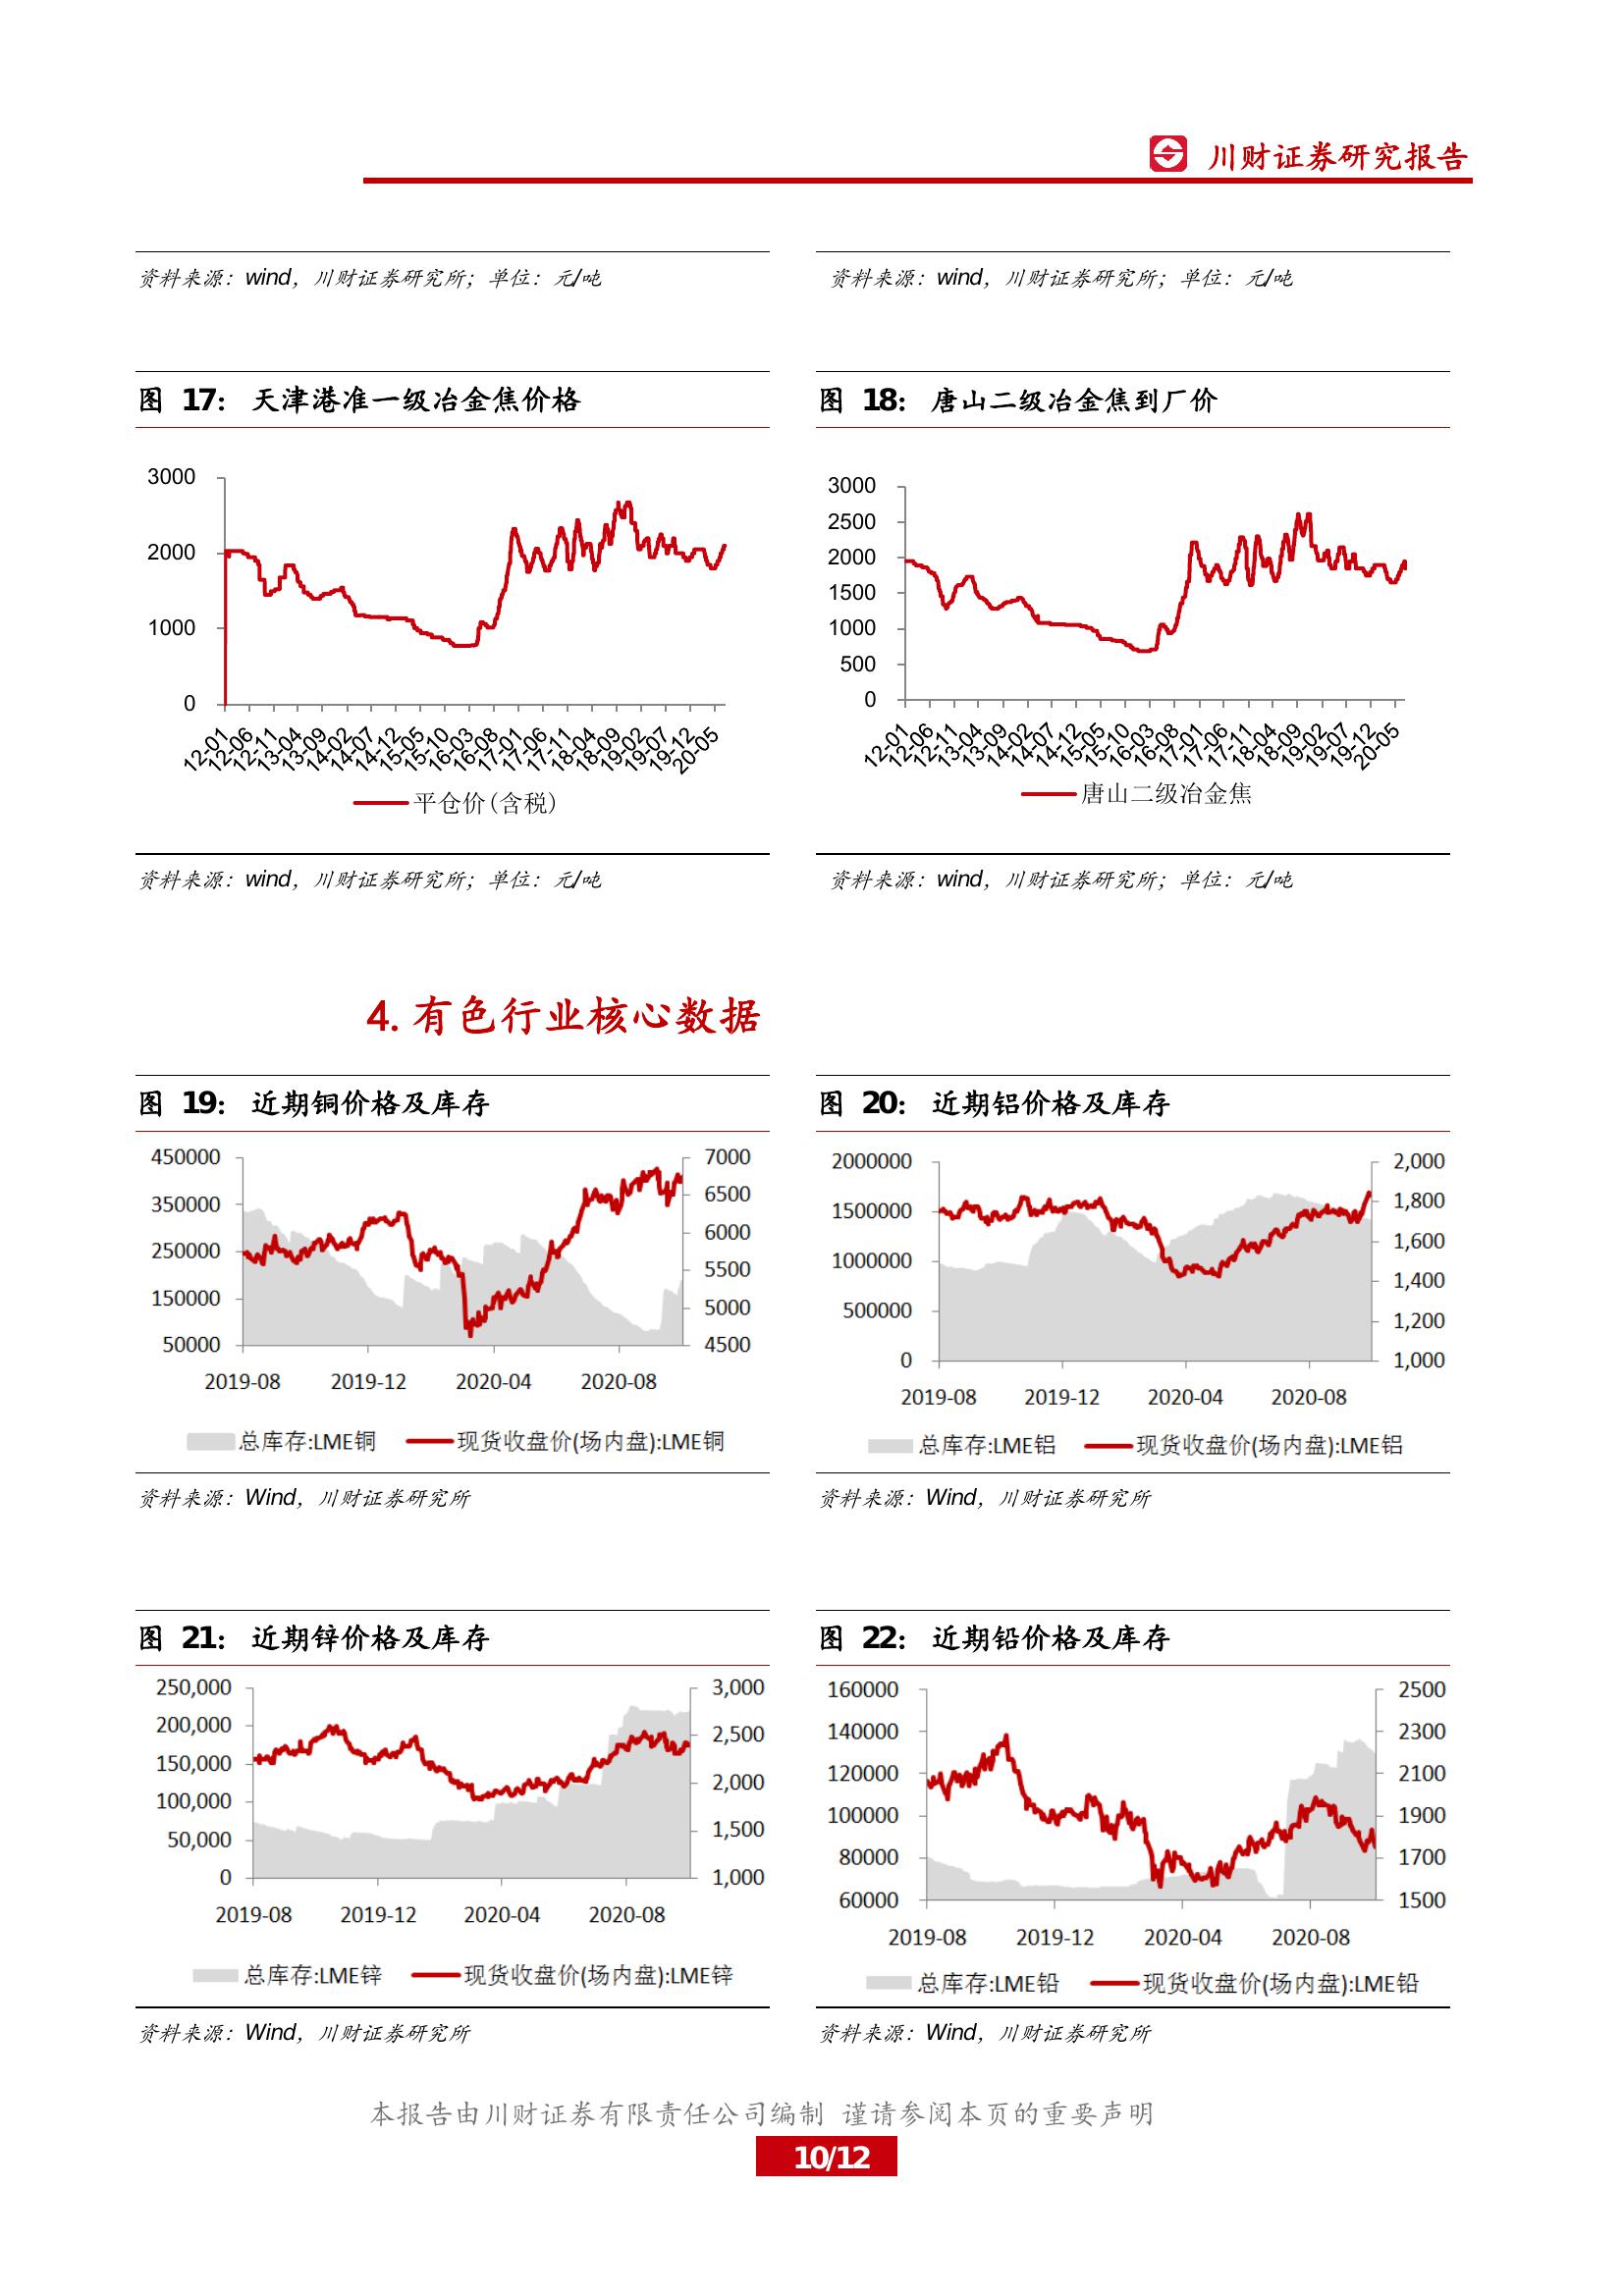 川财证券研究报告
资料来源：wind，川财证券研究所；单位：元/吨
资料来源：wind，川财证券研究所；单位：元/吨
图 17： 天津港准一级冶金焦价格
3000
2000
1000
0
12-01 12-06 12-11 13-04 13-09 14-02 14-07 14-12 15-05 15-10 16-03 16-08 17-01 17-06 17-11 18-04 18-09 19-02 19-07 19-12 20-05
平仓价(含税)
资料来源：wind，川财证券研究所；单位：元/吨
图 18： 唐山二级冶金焦到厂价
3000
2500
2000
1500
1000
500
0
12-01 12-06 12-11 13-04 13-09 14-02 14-07 14-12 15-05 15-10 16-03 16-08 17-01 17-06 17-11 18-04 18-09 19-02 19-07 19-12 20-05
唐山二级冶金焦
资料来源：wind，川财证券研究所；单位：元/吨
4. 有色行业核心数据
图 19： 近期铜价格及库存
450000 7000
350000 6500
250000 6000
150000 5500
50000 5000
4500
2019-08 2019-12 2020-04 2020-08
总库存:LME铜 现货收盘价(场内盘):LME铜
资料来源：Wind，川财证券研究所
图 20： 近期铝价格及库存
2000000 2,000
1500000 1,800
1000000 1,600
500000 1,400
0 1,200
1,000
2019-08 2019-12 2020-04 2020-08
总库存:LME铝 现货收盘价(场内盘):LME铝
资料来源：Wind，川财证券研究所
图 21： 近期锌价格及库存
250,000 3,000
200,000 2,500
150,000 2,000
100,000 1,500
50,000 1,000
0
2019-08 2019-12 2020-04 2020-08
总库存:LME锌 现货收盘价(场内盘):LME锌
资料来源：Wind，川财证券研究所
图 22： 近期铅价格及库存
160000 2500
140000 2300
120000 2100
100000 1900
80000 1700
60000 1500
2019-08 2019-12 2020-04 2020-08
总库存:LME铅 现货收盘价(场内盘):LME铅
资料来源：Wind，川财证券研究所
本报告由川财证券有限责任公司编制 谨请参阅本页的重要声明
10/12